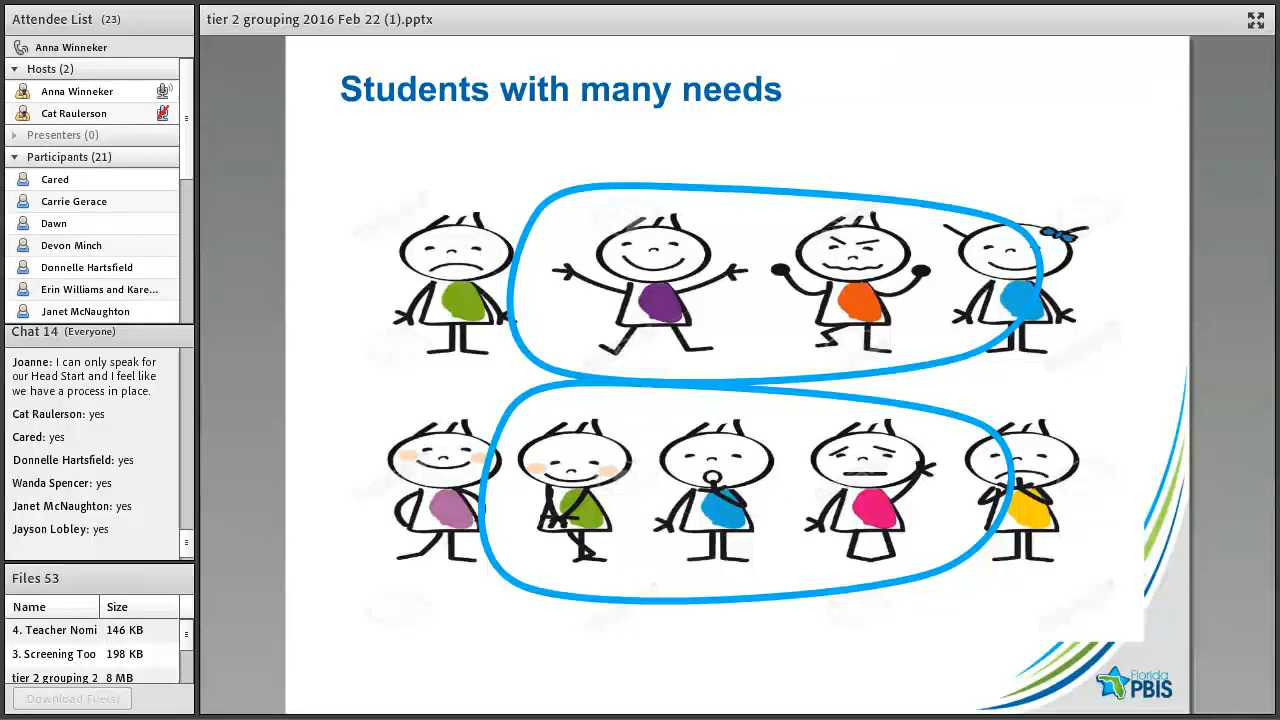 Attendee List (23)
tier 2 grouping 2016 Feb 22 (1).pptx
Anna Winneker
Hosts (2)
Anna Winneker
Cat Raulerson
Presenters (0)
Participants (21)
Cared
Carrie Gerace
Dawn
Devon Minch
Donnelle Hartsfield
Erin Williams and Kare...
Janet McNaughton
Chat 14 (Everyone)
Joanne: I can only speak for
our Head Start and I feel like
we have a process in place.
Cat Raulerson: yes
Cared: yes
Donnelle Hartsfield: yes
Wanda Spencer: yes
Janet McNaughton: yes
Jayson Lobley: yes
Files 53
Name Size
4. Teacher Nomi 146 KB
3. Screening Too 198 KB
tier 2 grouping 2 8 MB
Download File(s)
Students with many needs
Florida
PBIS